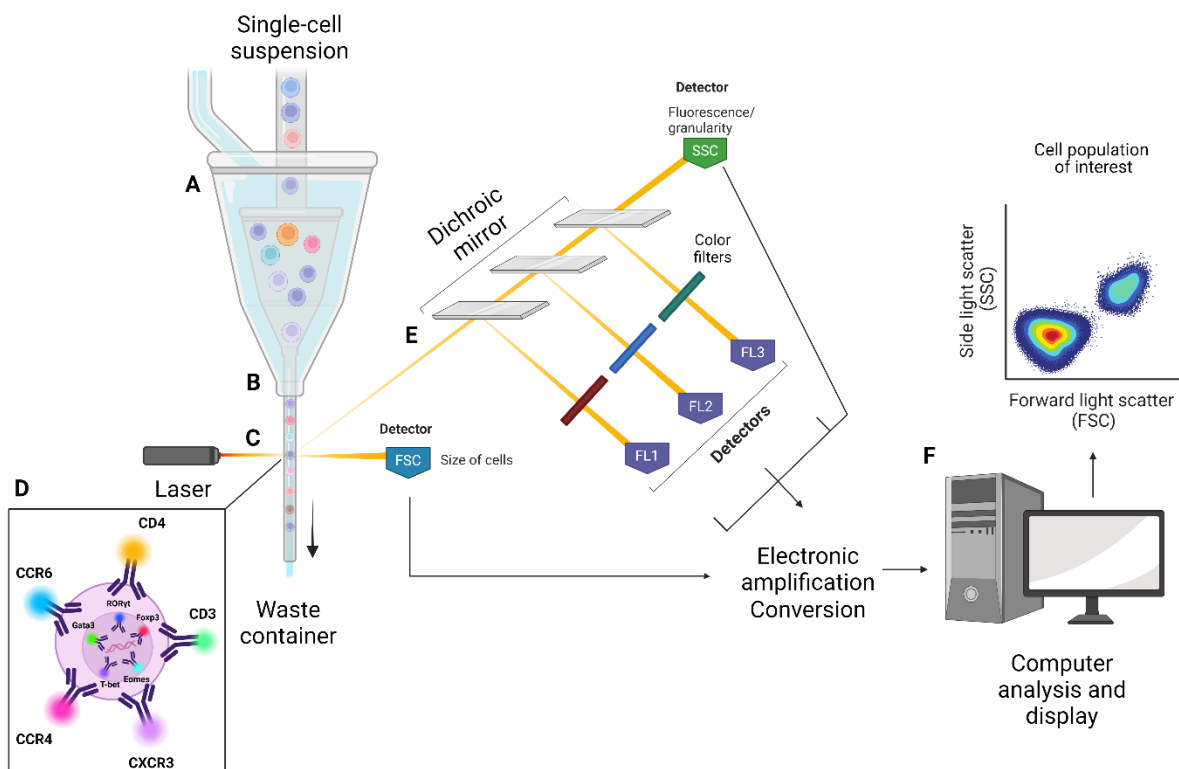 Single-cell
suspension
A
B
C
Laser
D
CD4
CCR6
RORγt
Gata3
Foxp3
CD3
T-bet
Eomes
CCR4
CXCR3
Waste
container
Detector
FSC
Size of cells
E
Dichroic
mirror
Detector
Fluorescence/
granularity
SSC
Color
filters
FL3
FL2
FL1
Detectors
Electronic
amplification
Conversion
F
Computer
analysis and
display
Cell population
of interest
Side light scatter
(SSC)
Forward light scatter
(FSC)